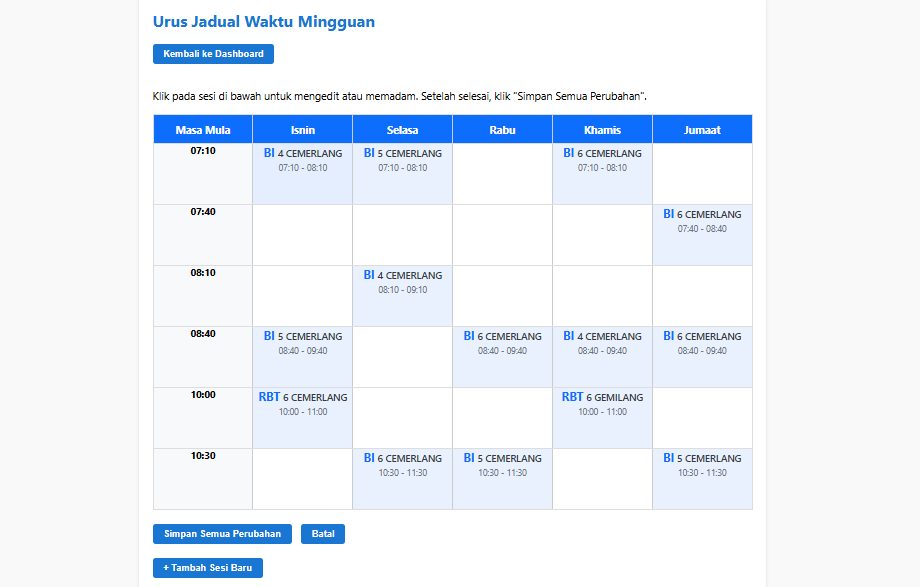 Urus Jadual Waktu Mingguan
Kembali ke Dashboard
Klik pada sesi di bawah untuk mengedit atau memadam. Setelah selesai, klik "Simpan Semua Perubahan".
Masa Mula Isnin Selasa Rabu Khamis Jumaat
07:10 BI 4 CEMERLANG BI 5 CEMERLANG BI 6 CEMERLANG
07:10 - 08:10 07:10 - 08:10 07:10 - 08:10
07:40 BI 6 CEMERLANG
07:40 - 08:40
08:10 BI 4 CEMERLANG
08:10 - 09:10
08:40 BI 5 CEMERLANG BI 6 CEMERLANG BI 4 CEMERLANG BI 6 CEMERLANG
08:40 - 09:40 08:40 - 09:40 08:40 - 09:40 08:40 - 09:40
10:00 RBT 6 CEMERLANG RBT 6 GEMILANG
10:00 - 11:00 10:00 - 11:00
10:30 BI 6 CEMERLANG BI 5 CEMERLANG BI 5 CEMERLANG
10:30 - 11:30 10:30 - 11:30 10:30 - 11:30
Simpan Semua Perubahan Batal
+ Tambah Sesi Baru